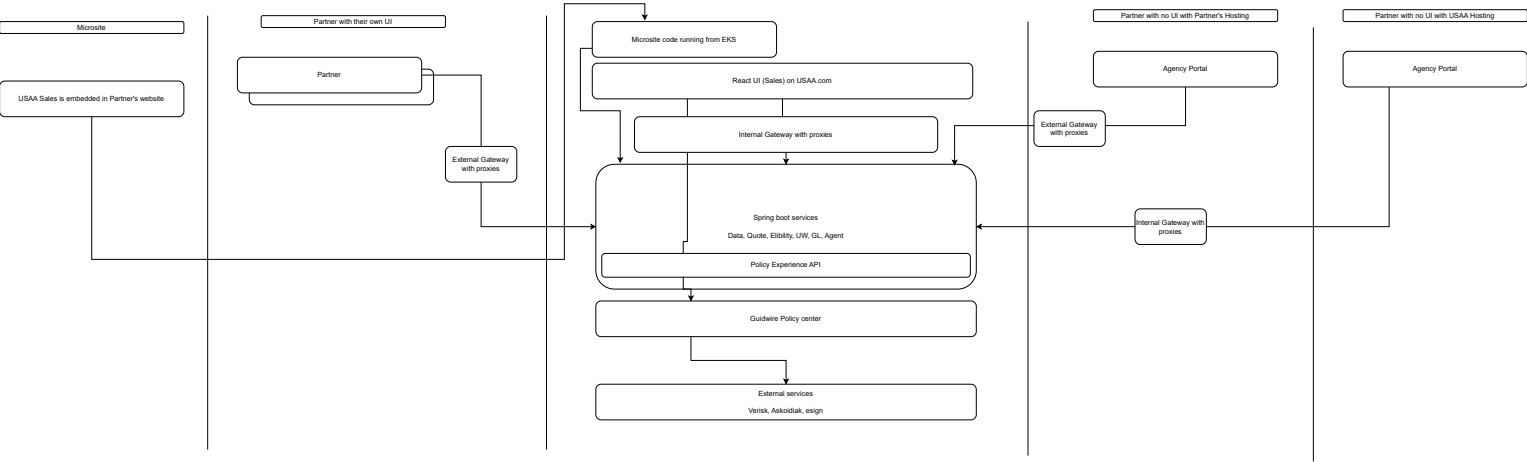 Microsite
Partner with their own UI
Partner with no UI with Partner's Hosting
Partner with no UI with USAA Hosting
Microsite code running from EKS
Partner
React UI (Sales) on USAA.com
Agency Portal
Agency Portal
USAA Sales is embedded in Partner's website
External Gateway
with proxies
Internal Gateway with proxies
External Gateway
with proxies
Spring boot services
Data, Quote, Elibility, UW, GL, Agent
Internal Gateway with
proxies
Policy Experience API
Guidwire Policy center
External services
Verisk, Askoidiak, esign